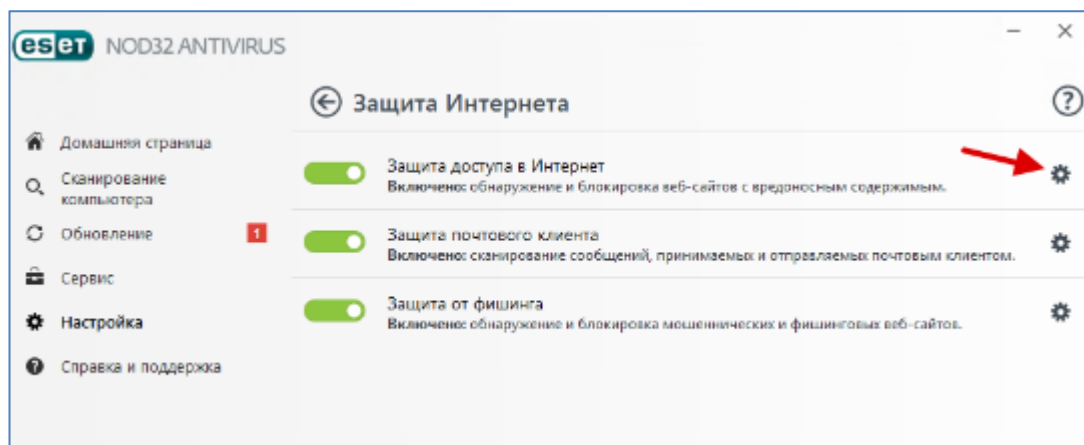 eset NOD32 ANTIVIRUS
Защита Интернета
Домашняя страница
Сканирование
компьютера
Обновление 1
Сервис
Настройка
Справка и поддержка
Защита доступа в Интернет
Включено: обнаружение и блокировка веб-сайтов с вредоносным содержимым.
Защита почтового клиента
Включено: сканирование сообщений, принимаемых и отправляемых почтовым клиентом.
Защита от фишинга
Включено: обнаружение и блокировка мошеннических и фишинговых веб-сайтов.